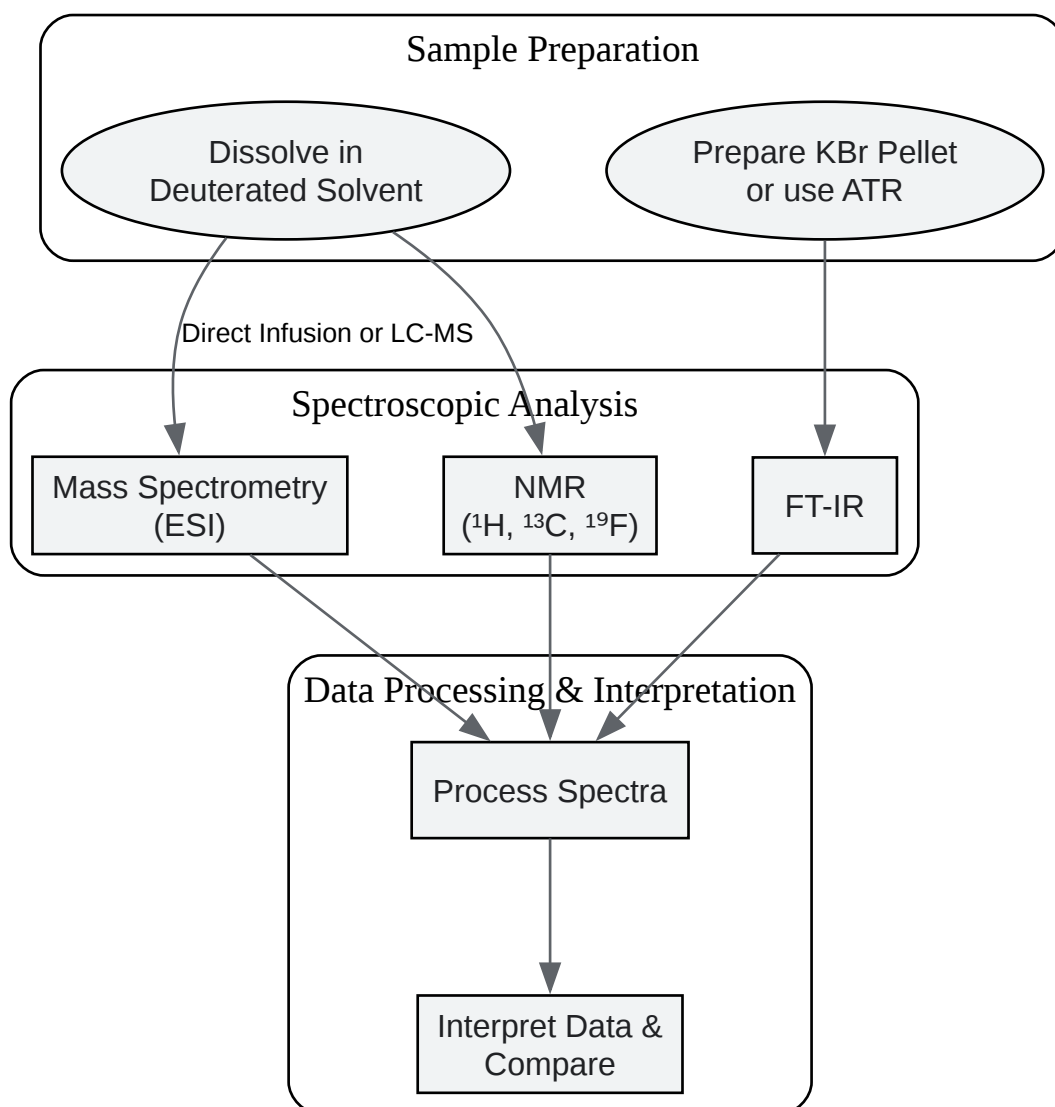 Sample Preparation
Dissolve in
Deuterated Solvent
Prepare KBr Pellet
or use ATR
Direct Infusion or LC-MS
Spectroscopic Analysis
Mass Spectrometry
(ESI)
NMR
(¹H, ¹³C, ¹⁹F)
FT-IR
Data Processing & Interpretation
Process Spectra
Interpret Data &
Compare